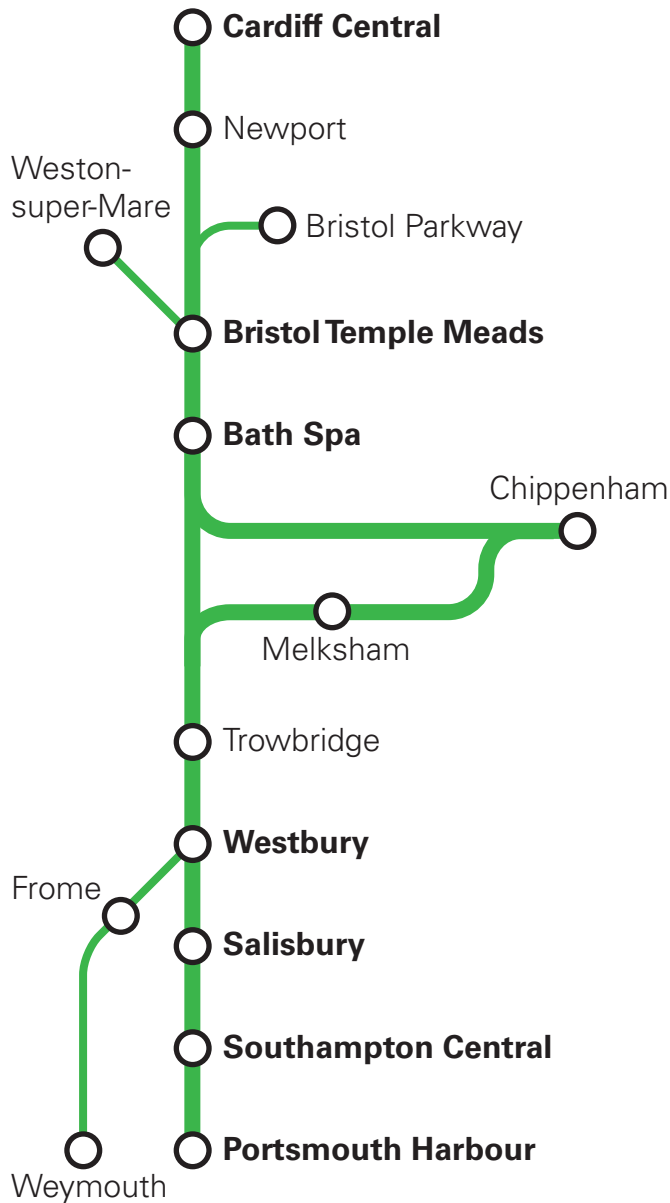 Cardiff Central
Newport
Weston-
super-Mare
Bristol Parkway
Bristol Temple Meads
Bath Spa
Chippenham
Melksham
Trowbridge
Westbury
Frome
Salisbury
Southampton Central
Portsmouth Harbour
Weymouth